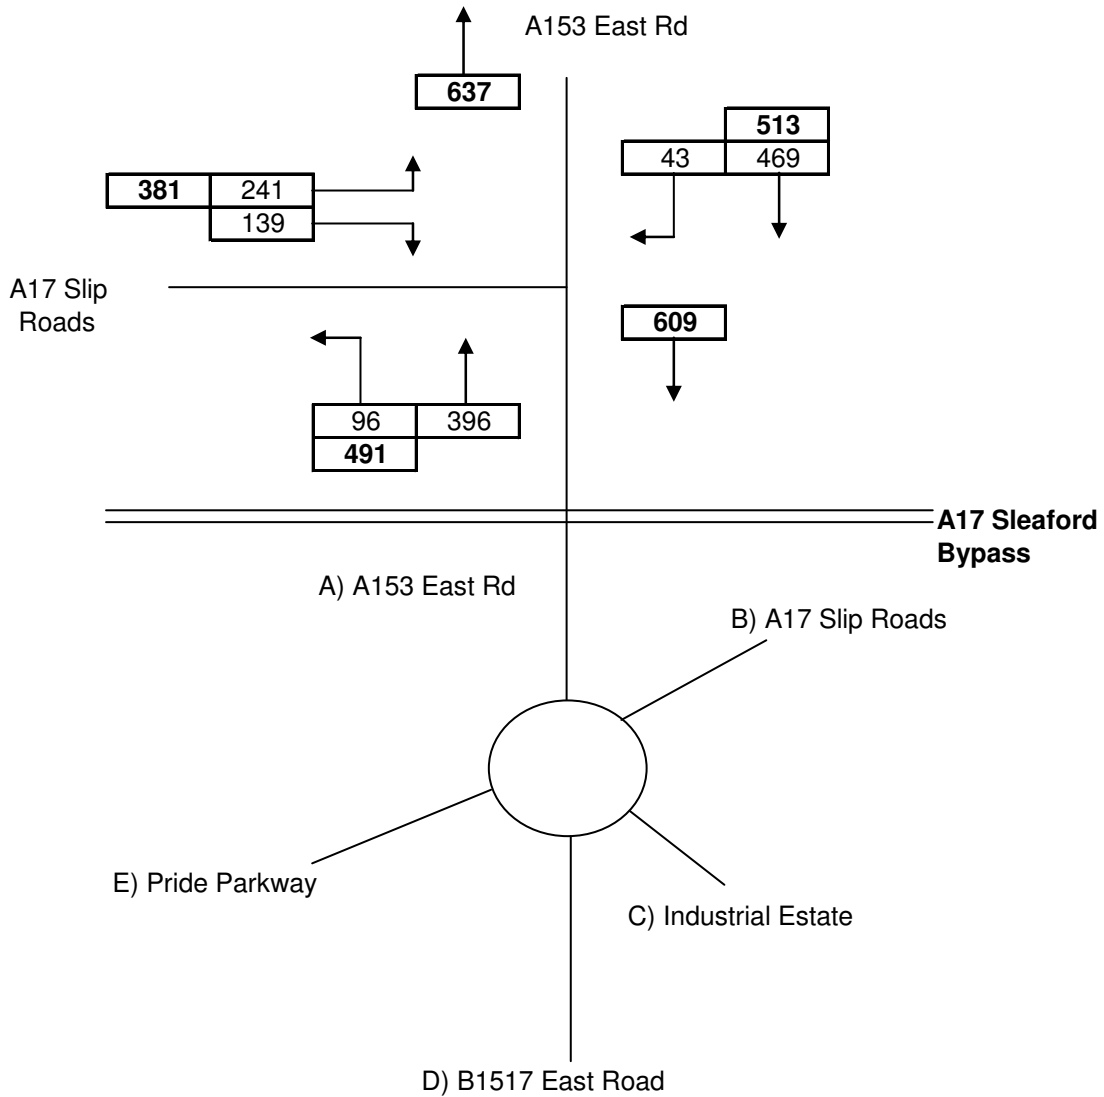 A153 East Rd
637
513
43 469
381 241
139
A17 Slip
Roads
609
96 396
491
A17 Sleaford
Bypass
A) A153 East Rd
B) A17 Slip Roads
E) Pride Parkway
C) Industrial Estate
D) B1517 East Road